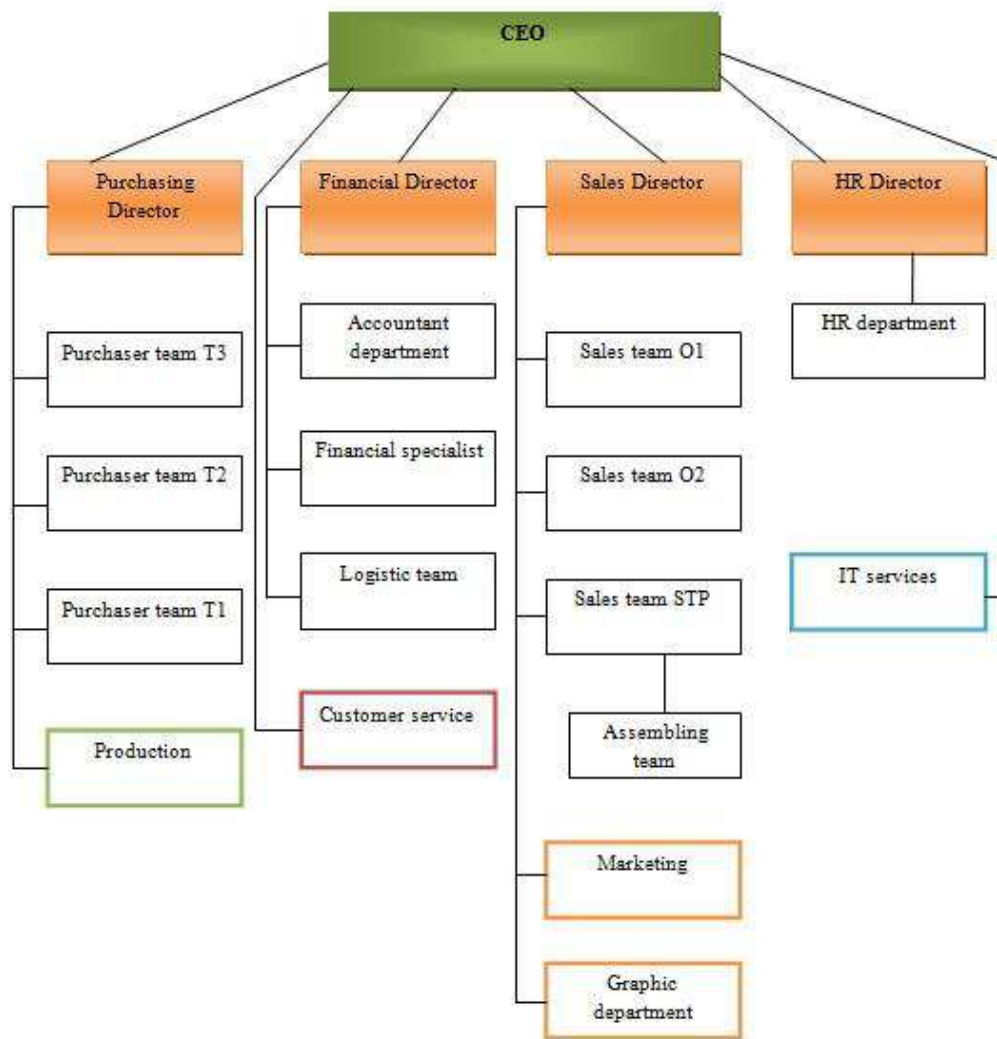 CEO
Purchasing
Director
Financial Director
Sales Director
HR Director
Purchaser team T3
Accountant
department
Sales team O1
HR department
Purchaser team T2
Financial specialist
Sales team O2
Purchaser team T1
Logistic team
Sales team STP
IT services
Production
Customer service
Assembling
team
Marketing
Graphic
department